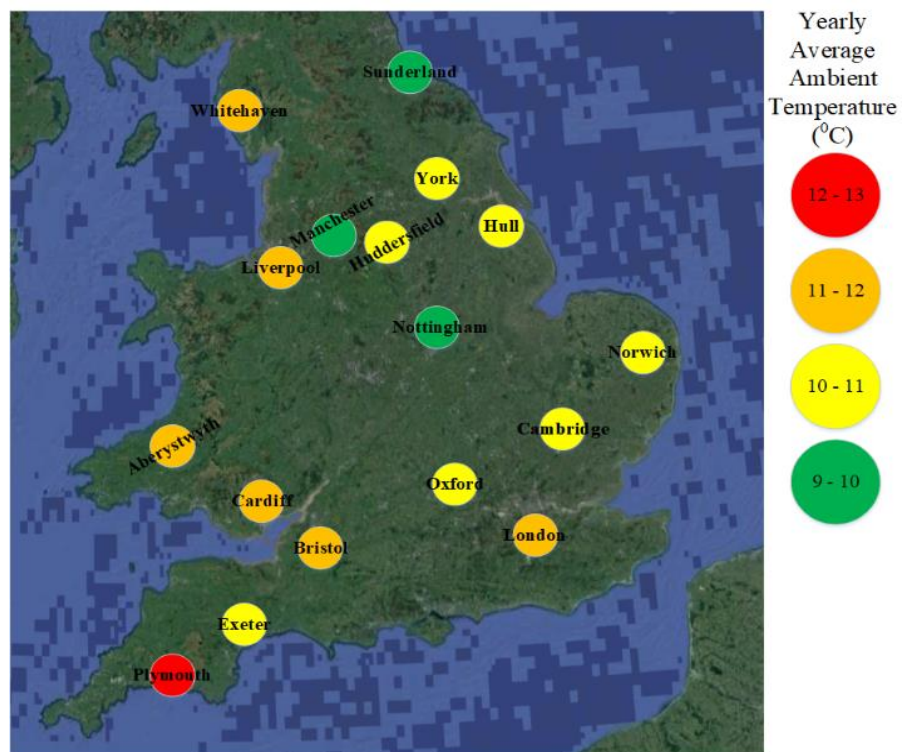 Yearly
Average
Ambient
Temperature
(⁰C)
12 - 13
11 - 12
10 - 11
9 - 10
Sunderland
Whitehaven
York
Manchester
Hull
Huddersfield
Liverpool
Nottingham
Norwich
Cambridge
Aberystwyth
Oxford
Cardiff
London
Bristol
Exeter
Plymouth